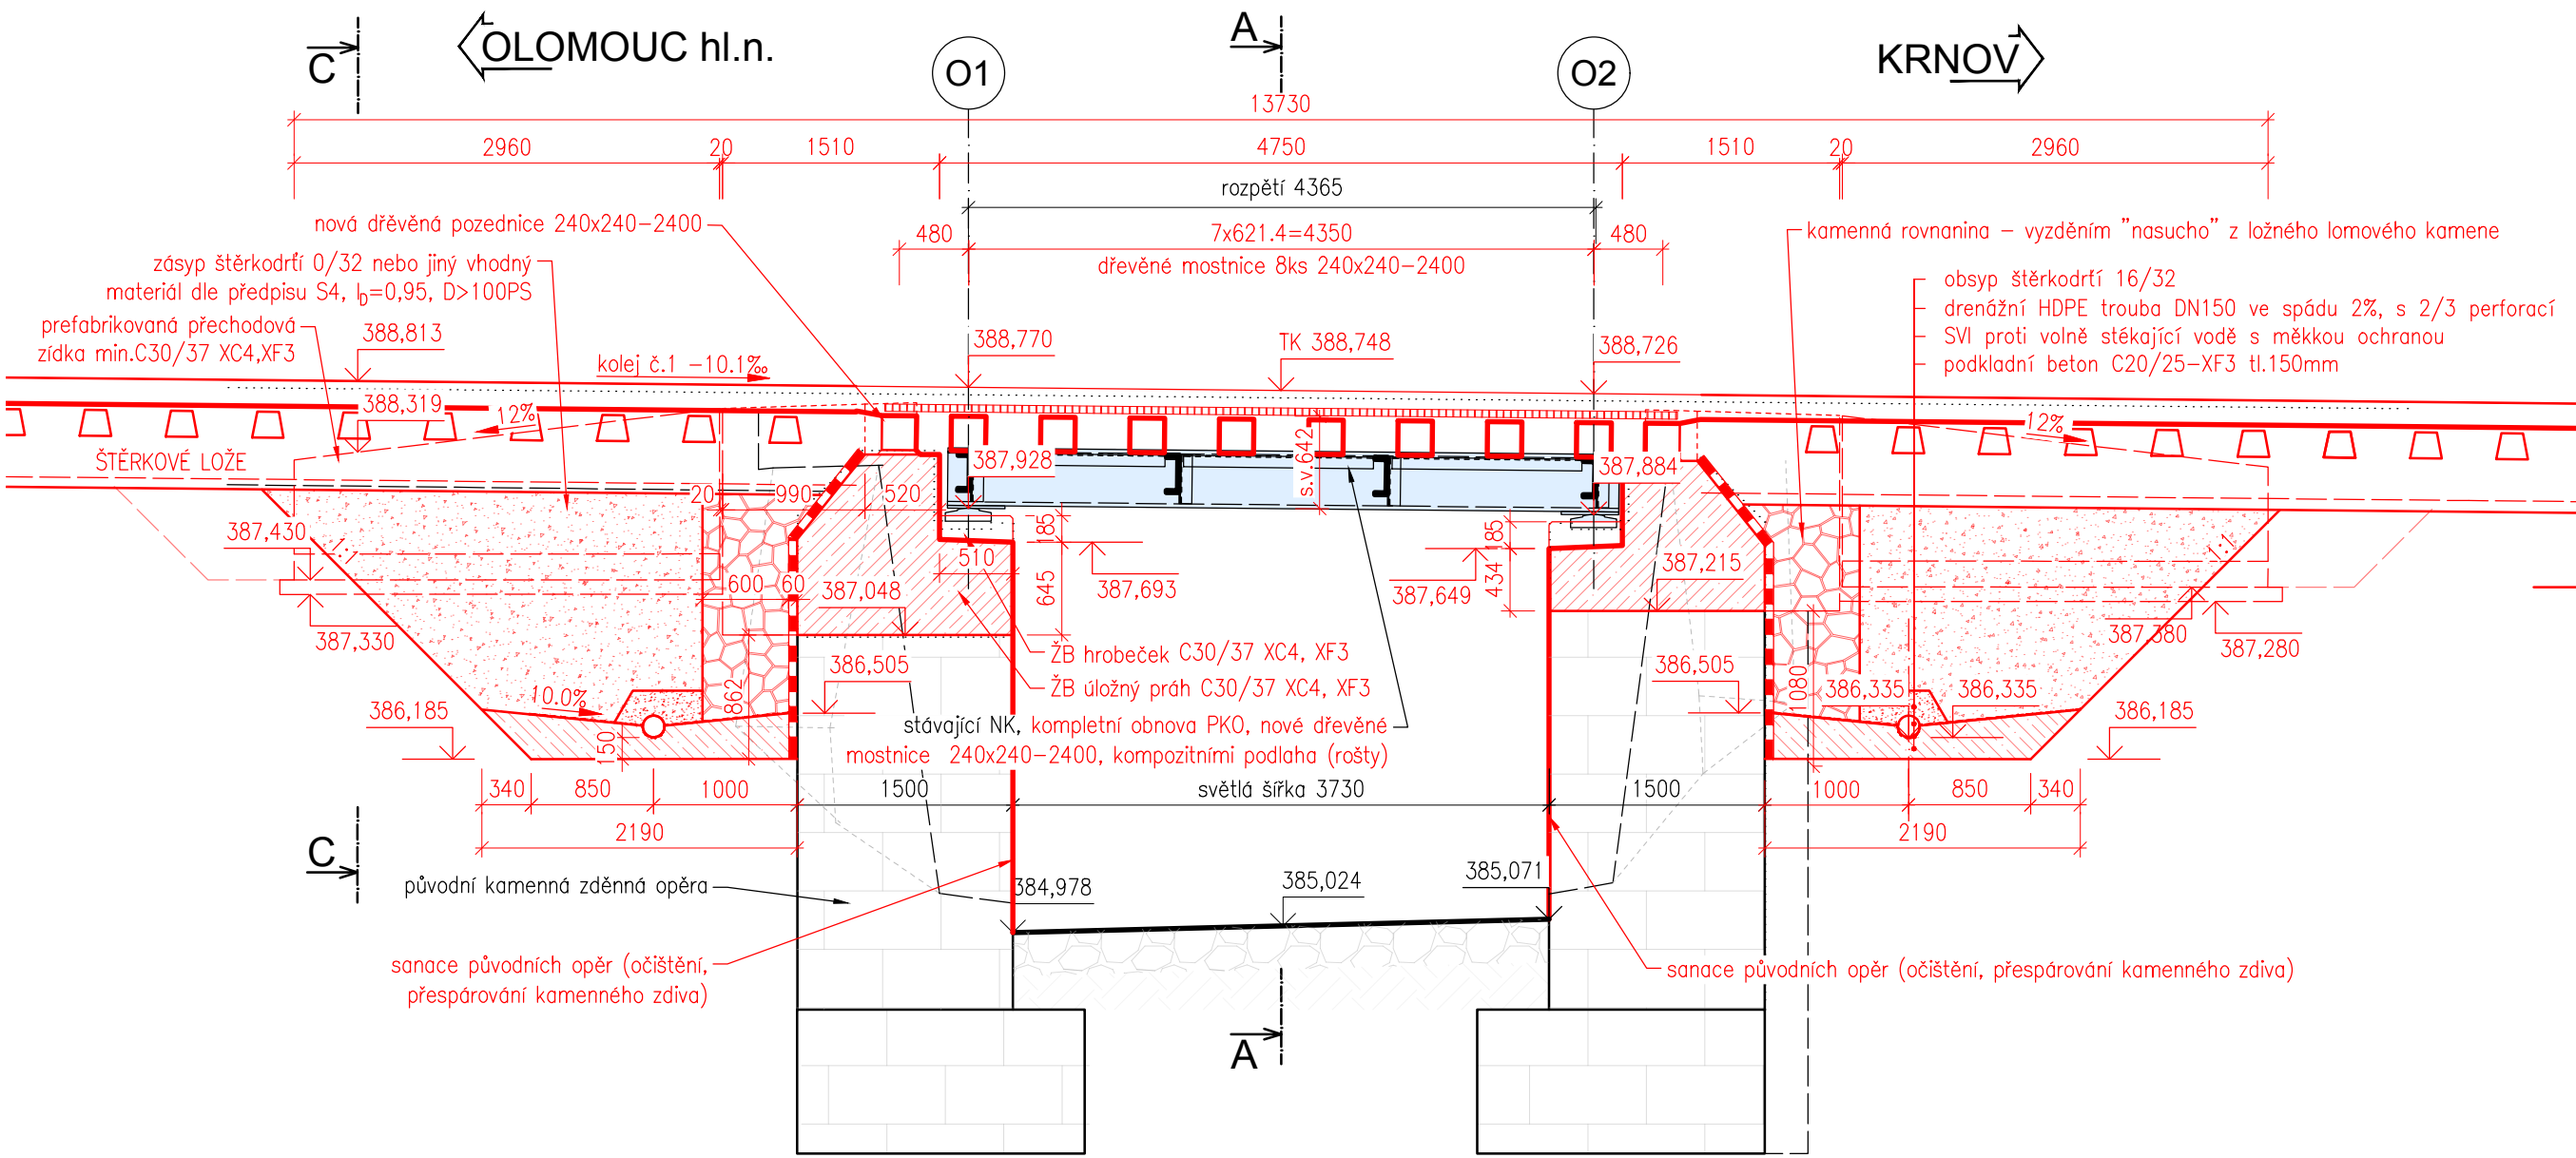 C
OLOMOUC hl.n.
O1
A
O2
KRNOV
13730
2960
20
1510
4750
1510
20
2960
rozpětí 4365
nová dřěvěná pozednice 240x240-2400
480
7x621.4=4350
480
dřevěné mostnice 8ks 240x240-2400
kamenná rovnanina – vyzděním "nasucho" z ložného lomového kamene
zásyp štěrkodrťí 0/32 nebo jiný vhodný
materiál dle předpisu S4, ID=0,95, D>100PS
obsyp štěrkodrťí 16/32
drenážní HDPE trouba DN150 ve spádu 2%, s 2/3 perforací
SVI proti volně stékající vodě s měkkou ochranou
podkladní beton C20/25-XF3 tl.150mm
prefabrikovaná přechodová
zídka min.C30/37 XC4,XF3
388,813
388,770
TK 388,748
388,726
kolej č.1 -10.1‰
388,319
12%
12%
ŠTĚRKOVÉ LOŽE
387,928
s.v.642
387,884
20
990
520
387,430
1:1
185
185
1:1
510
600
60
387,048
645
387,693
387,649
434
387,215
387,330
387,380
387,280
ŽB hrobeček C30/37 XC4, XF3
ŽB úložný práh C30/37 XC4, XF3
386,505
386,505
862
1080
10.0%
386,185
150
386,335
386,335
386,185
stávající NK, kompletní obnova PKO, nové dřevěné
mostnice 240x240-2400, kompozitními podlaha (rošty)
340
850
1000
1500
světlá šířka 3730
1500
1000
850
340
2190
2190
C
původní kamenná zděnná opěra
384,978
385,024
385,071
sanace původních opěr (očištění,
přespárování kamenného zdiva)
sanace původních opěr (očištění, přespárování kamenného zdiva)
A